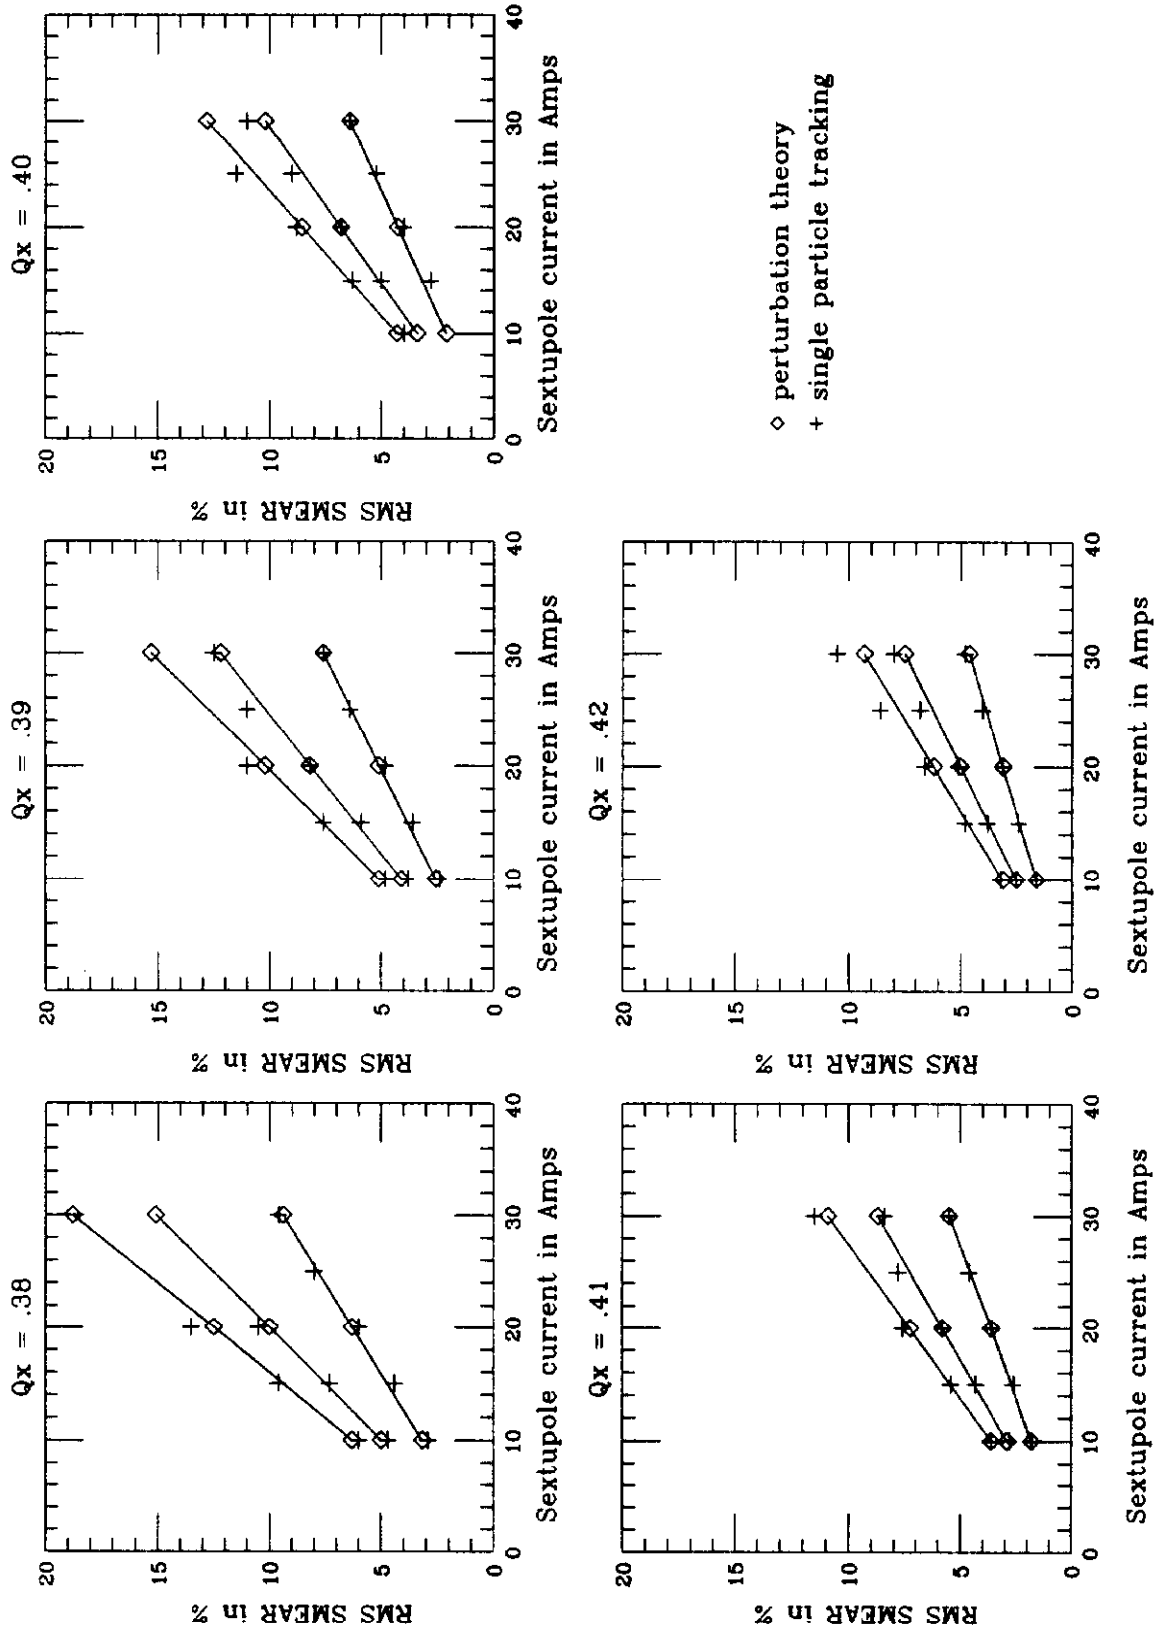 Qx = .38
RMS SMEAR in %
20
15
10
5
0
0 10 20 30 40
Sextupole current in Amps
Qx = .39
RMS SMEAR in %
20
15
10
5
0
0 10 20 30 40
Sextupole current in Amps
Qx = .40
RMS SMEAR in %
20
15
10
5
0
0 10 20 30 40
Sextupole current in Amps
Qx = .41
RMS SMEAR in %
20
15
10
5
0
0 10 20 30 40
Sextupole current in Amps
Qx = .42
RMS SMEAR in %
20
15
10
5
0
0 10 20 30 40
Sextupole current in Amps
◇ perturbation theory
+ single particle tracking